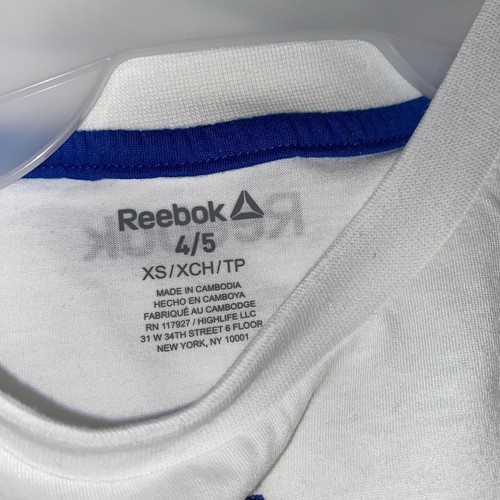 Reebok
4/5
XS/XCH/TP
MADE IN CAMBODIA
HECHO EN CAMBOYA
FABRIQUÉ AU CAMBODGE
RN 117927 / HIGHLIFE LLC
31 W 34TH STREET 6 FLOOR
NEW YORK, NY 10001
Reebok